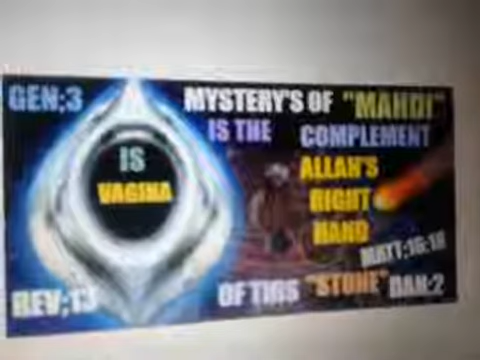 GEN;3
MYSTERY'S OF "MAHDI"
IS THE COMPLEMENT
IS
VAGINA
ALLAH'S
RIGHT
HAND
MATT;16:18
REV;13
OF THIS "STONE" DAN:2